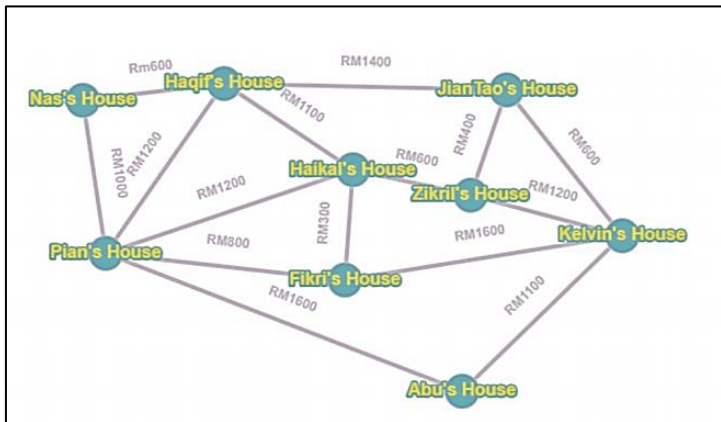 Rm600
RM1400
Nas's House
Haqif's House
JianTao's House
RM1100
RM1000
RM1200
RM400
RM600
Haikal's House
RM600
RM1200
Zikril's House
RM1200
RM300
Pian's House
RM800
RM1600
Kelvin's House
Fikri's House
RM1600
RM1100
Abu's House